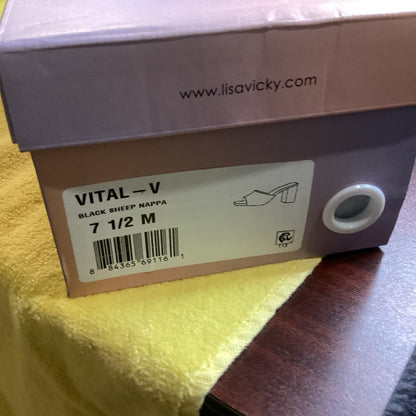 www.lisavicky.com
VITAL-V
BLACK SHEEP NAPPA
7 1/2 M
8 84365 69116 1